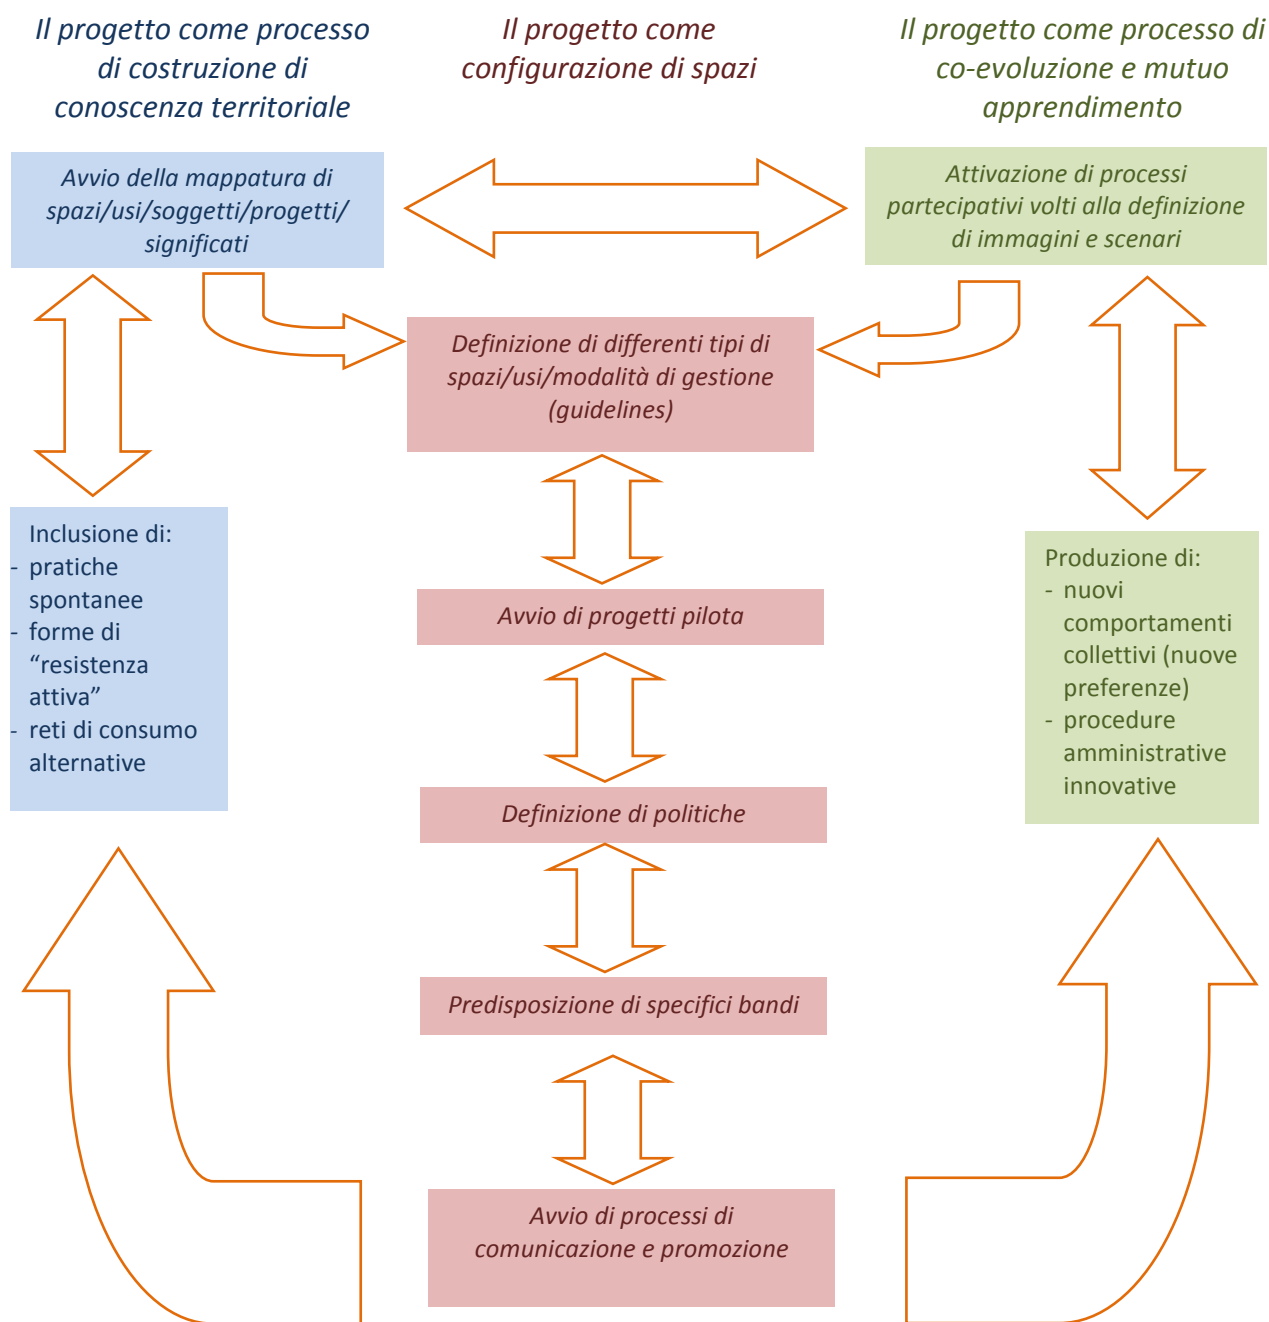 Il progetto come processo
di costruzione di
conoscenza territoriale
Il progetto come
configurazione di spazi
Il progetto come processo di
co-evoluzione e mutuo
apprendimento
Avvio della mappatura di
spazi/usi/soggetti/progetti/
significati
Attivazione di processi
partecipativi volti alla definizione
di immagini e scenari
Definizione di differenti tipi di
spazi/usi/modalità di gestione
(guidelines)
Inclusione di:
- pratiche
spontanee
- forme di
“resistenza
attiva”
- reti di consumo
alternative
Avvio di progetti pilota
Definizione di politiche
Predisposizione di specifici bandi
Avvio di processi di
comunicazione e promozione
Produzione di:
- nuovi
comportamenti
collettivi (nuove
preferenze)
- procedure
amministrative
innovative